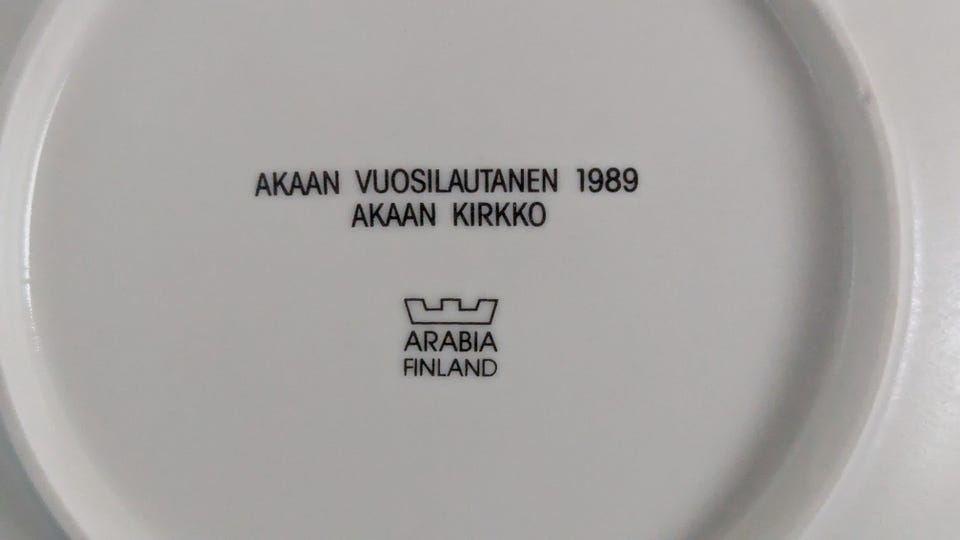 AKAAN VUOSILAUTANEN 1989
AKAAN KIRKKO
ARABIA
FINLAND